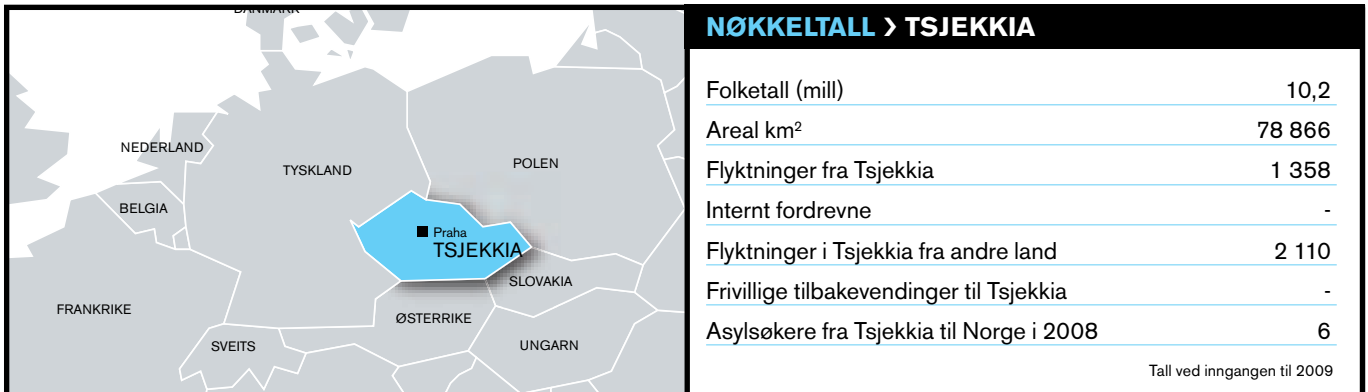 DANMARK
NEDERLAND
TYSKLAND
POLEN
BELGIA
Praha
TSJEKKIA
SLOVAKIA
FRANKRIKE
ØSTERRIKE
SVEITS
UNGARN
NØKKELTALL › TSJEKKIA
Folketall (mill) 10,2
Areal km² 78 866
Flyktninger fra Tsjekkia 1 358
Internt fordrevne -
Flyktninger i Tsjekkia fra andre land 2 110
Frivillige tilbakevendinger til Tsjekkia -
Asylsøkere fra Tsjekkia til Norge i 2008 6
Tall ved inngangen til 2009